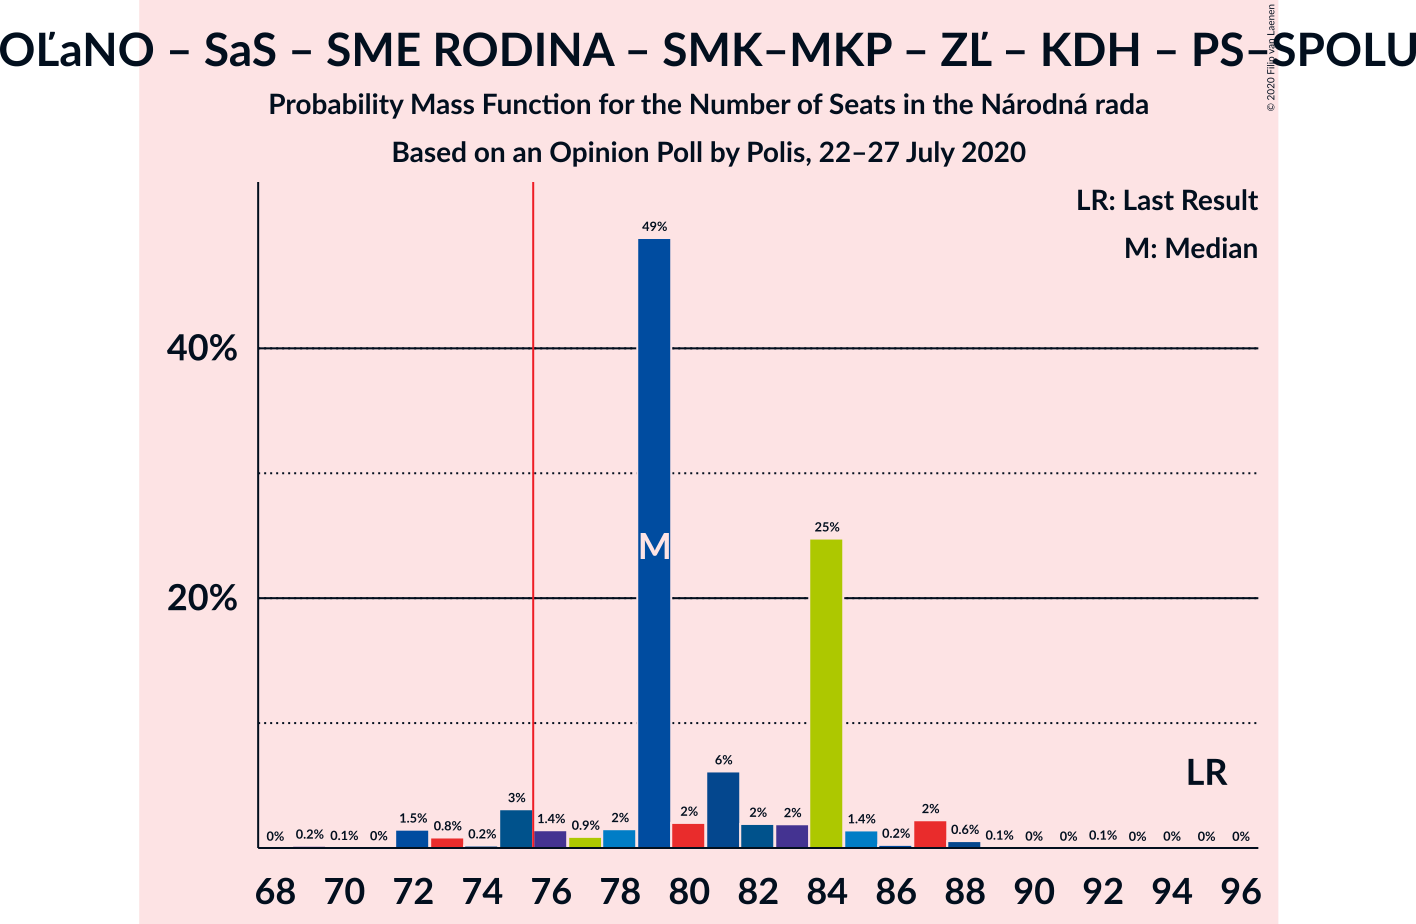 OĽaNO – SaS – SME RODINA – SMK–MKP – ZĽ – KDH – PS–SPOLU
© 2020 Filip van Laenen
Probability Mass Function for the Number of Seats in the Národná rada
Based on an Opinion Poll by Polis, 22–27 July 2020
LR: Last Result
M: Median
49%
40%
25%
M
20%
LR
0% 0.2% 0.1% 0% 1.5% 0.8% 0.2% 3% 1.4% 0.9% 2% 2% 6% 2% 2% 1.4% 0.2% 2% 0.6% 0.1% 0% 0% 0.1% 0% 0% 0% 0%
68 70 72 74 76 78 80 82 84 86 88 90 92 94 96